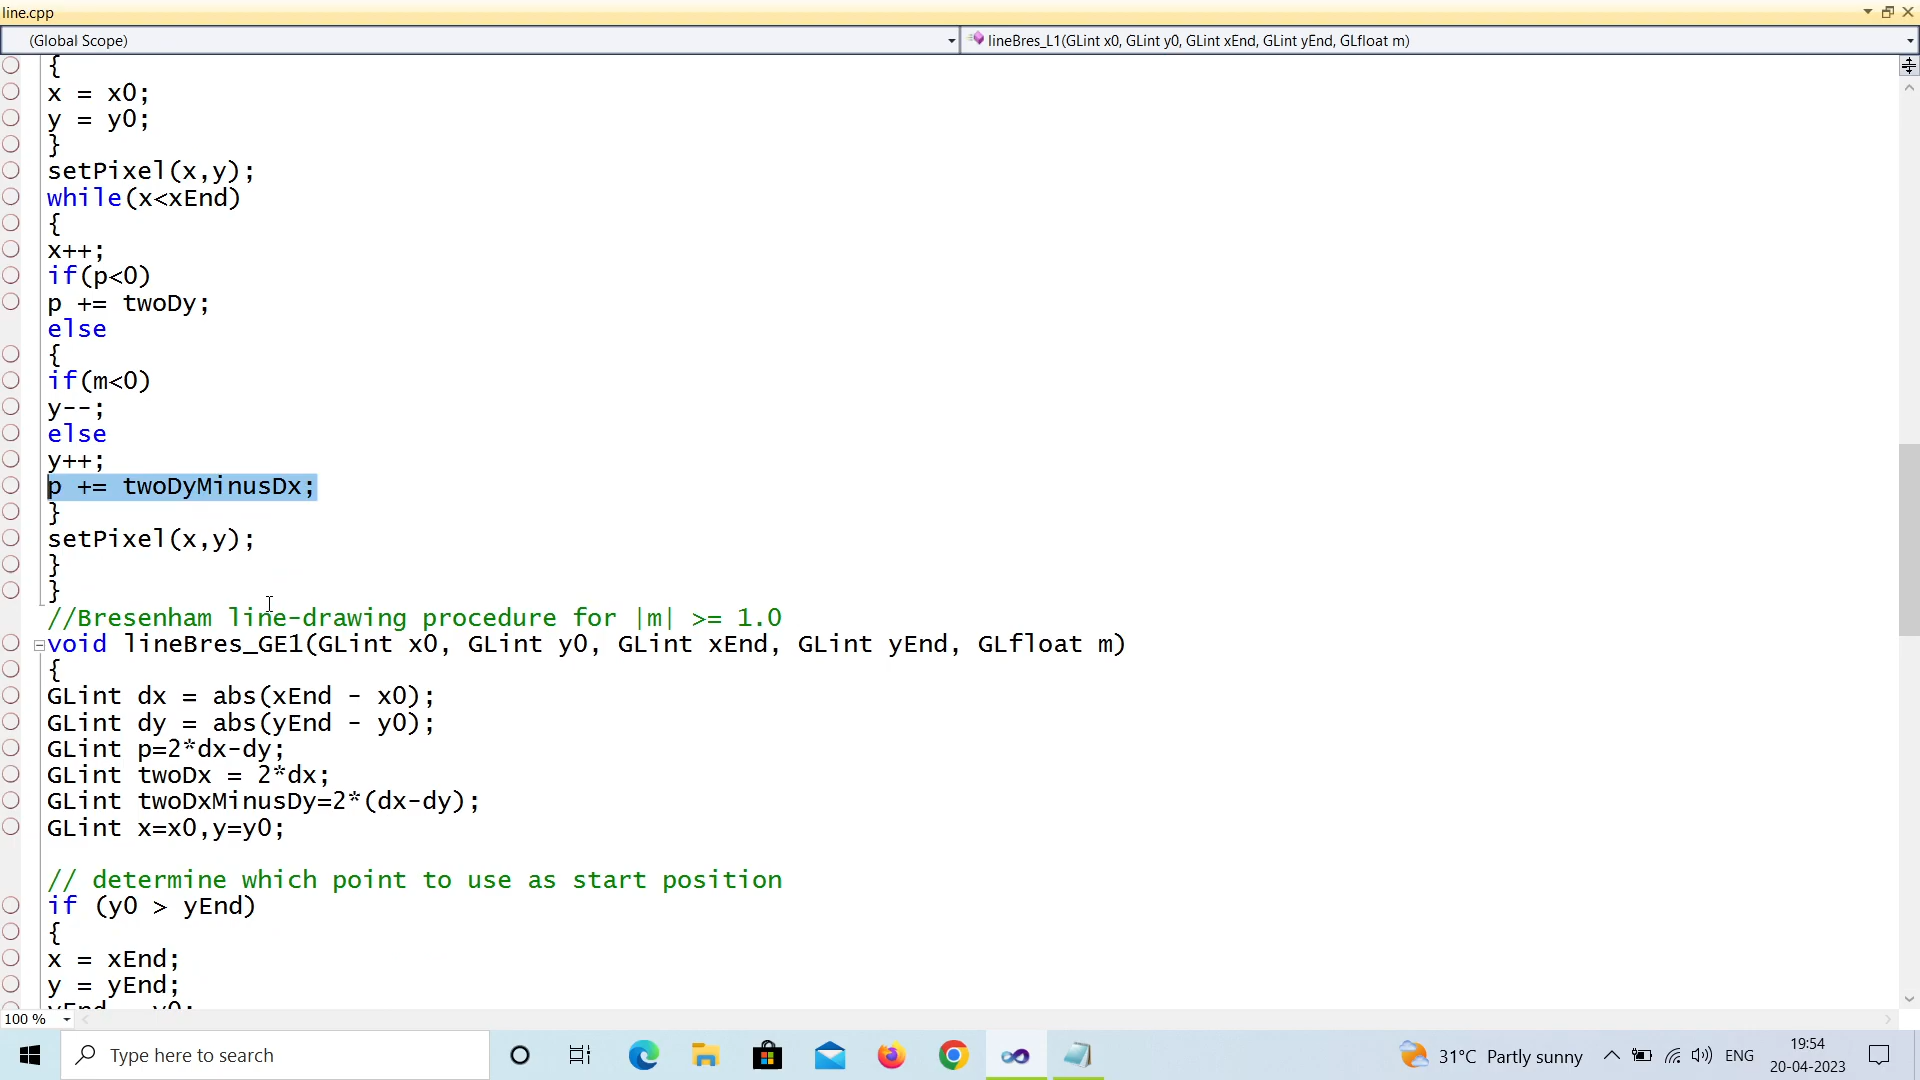 line.cpp
(Global Scope)
lineBres_L1(GLint x0, GLint y0, GLint xEnd, GLint yEnd, GLfloat m)
{
x = x0;
y = y0;
}
setPixel(x,y);
while(x<xEnd)
{
x++;
if(p<0)
p += twoDy;
else
{
if(m<0)
y--;
else
y++;
p += twoDyMinusDx;
}
setPixel(x,y);
}
}
//Bresenham line-drawing procedure for |m| >= 1.0
void lineBres_GE1(GLint x0, GLint y0, GLint xEnd, GLint yEnd, GLfloat m)
{
GLint dx = abs(xEnd - x0);
GLint dy = abs(yEnd - y0);
GLint p=2*dx-dy;
GLint twoDx = 2*dx;
GLint twoDxMinusDy=2*(dx-dy);
GLint x=x0,y=y0;
// determine which point to use as start position
if (y0 > yEnd)
{
x = xEnd;
y = yEnd;
100 %
Type here to search
31°C Partly sunny
ENG
19:54
20-04-2023